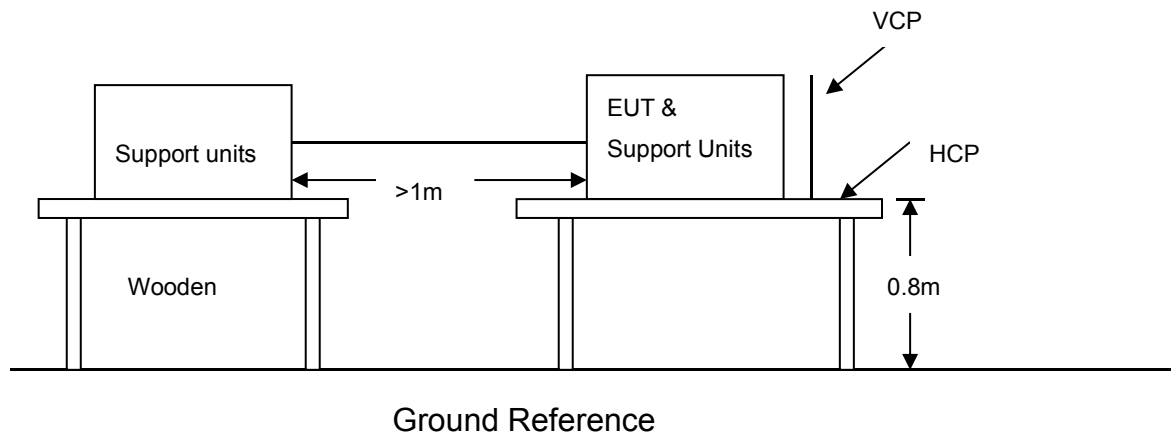 VCP
EUT &
Support Units
Support units
HCP
>1m
Wooden
0.8m
Ground Reference